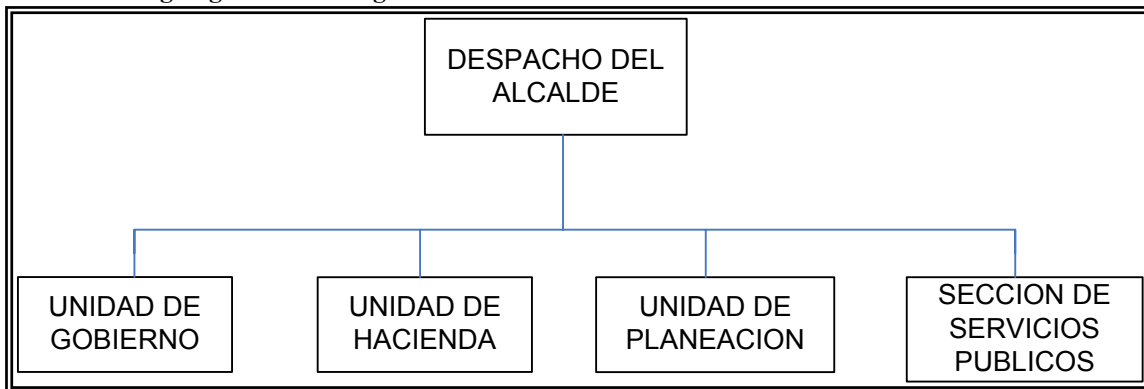 DESPACHO DEL
ALCALDE
UNIDAD DE
GOBIERNO
UNIDAD DE
HACIENDA
UNIDAD DE
PLANEACION
SECCION DE
SERVICIOS
PUBLICOS